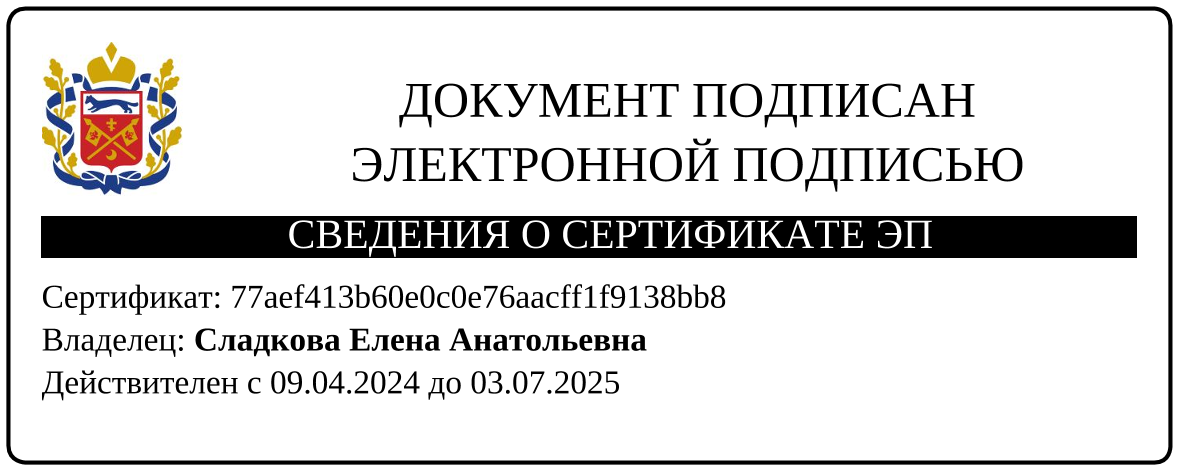 ДОКУМЕНТ ПОДПИСАН
ЭЛЕКТРОННОЙ ПОДПИСЬЮ
СВЕДЕНИЯ О СЕРТИФИКАТЕ ЭП
Сертификат: 77aef413b60e0c0e76aacff1f9138bb8
Владелец: Сладкова Елена Анатольевна
Действителен с 09.04.2024 до 03.07.2025